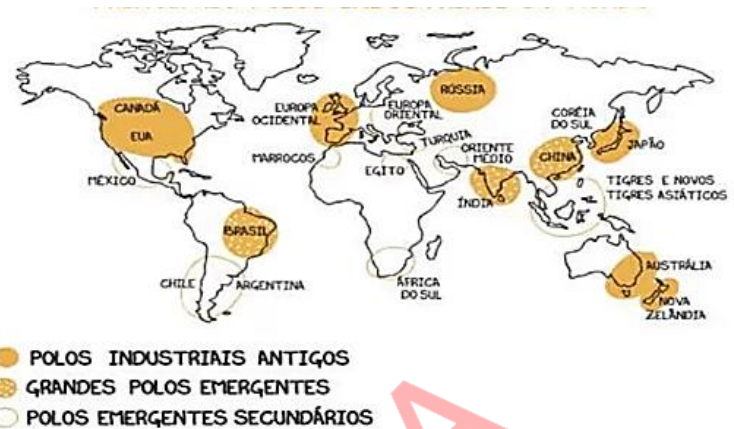 CANADÁ
EUA
MÉXICO
BRASIL
CHILE
ARGENTINA
EUROPA
OCIDENTAL
EUROPA
ORIENTAL
RÚSSIA
TURQUIA
MARROCOS
EGÍTO
ORIENTE
MÉDIO
ÍNDIA
CHINA
CORÉIA
DO SUL
JAPÃO
TIGRES E NOVOS
TIGRES ASIÁTICOS
ÁFRICA
DO SUL
AUSTRÁLIA
NOVA
ZELÂNDIA
POLOS INDUSTRIAIS ANTIGOS
GRANDES POLOS EMERGENTES
POLOS EMERGENTES SECUNDÁRIOS